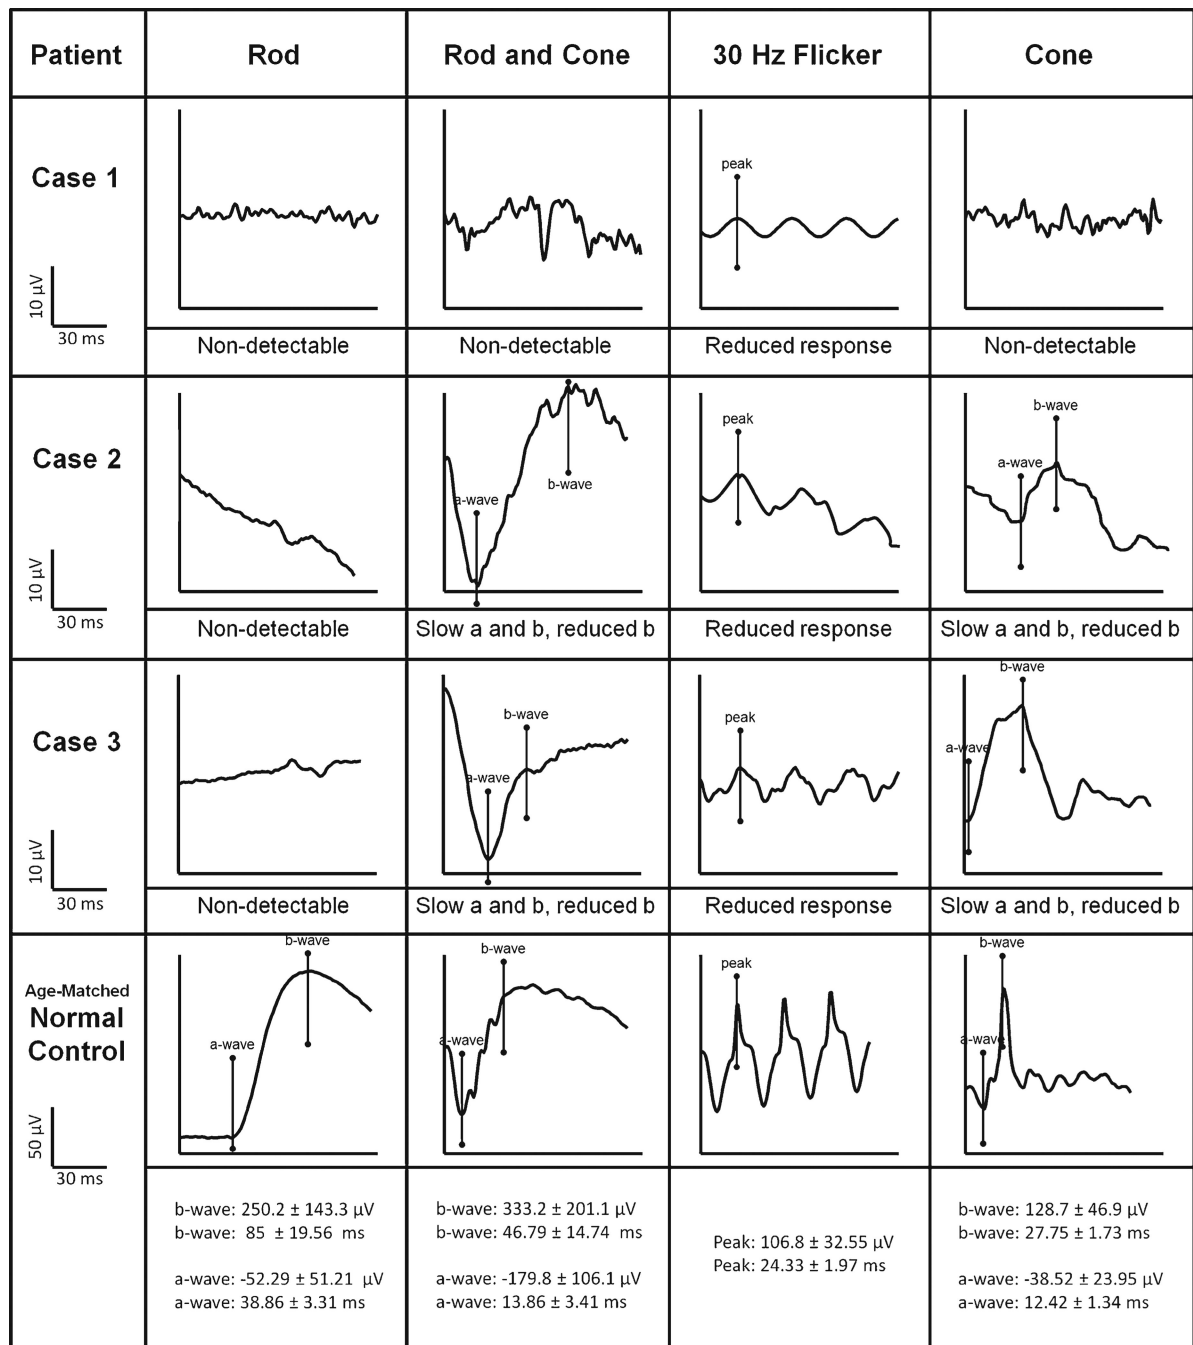 Patient
Rod
Rod and Cone
30 Hz Flicker
Cone
Case 1
10 µV
30 ms
peak
Non-detectable
Non-detectable
Reduced response
Non-detectable
Case 2
10 µV
30 ms
a-wave
b-wave
peak
a-wave
b-wave
Non-detectable
Slow a and b, reduced b
Reduced response
Slow a and b, reduced b
Case 3
10 µV
30 ms
a-wave
b-wave
peak
a-wave
b-wave
Non-detectable
Slow a and b, reduced b
Reduced response
Slow a and b, reduced b
Age-Matched
Normal
Control
50 µV
30 ms
a-wave
b-wave
a-wave
b-wave
peak
a-wave
b-wave
b-wave: 250.2 ± 143.3 µV
b-wave: 85 ± 19.56 ms
a-wave: -52.29 ± 51.21 µV
a-wave: 38.86 ± 3.31 ms
b-wave: 333.2 ± 201.1 µV
b-wave: 46.79 ± 14.74 ms
a-wave: -179.8 ± 106.1 µV
a-wave: 13.86 ± 3.41 ms
Peak: 106.8 ± 32.55 µV
Peak: 24.33 ± 1.97 ms
b-wave: 128.7 ± 46.9 µV
b-wave: 27.75 ± 1.73 ms
a-wave: -38.52 ± 23.95 µV
a-wave: 12.42 ± 1.34 ms